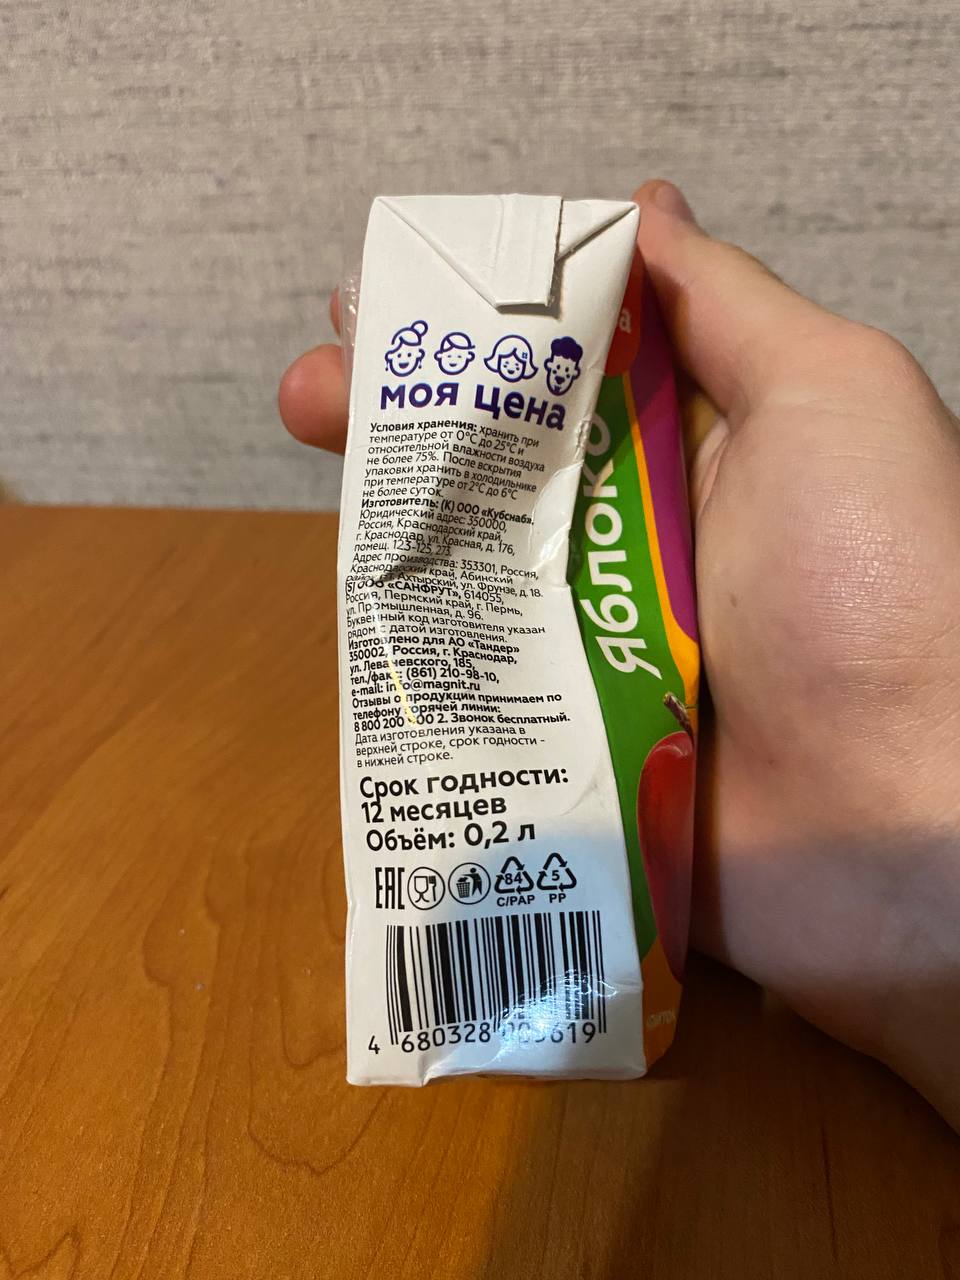 моя цена
Условия хранения: хранить при
температуре от 0°С до 25°С и
относительной влажности воздуха
не более 75%. После вскрытия
упаковки хранить в холодильнике
при температуре от 2°С до 6°С
не более суток.
Изготовитель: (К) ООО «Кубснаб».
Юридический адрес: 350000,
Россия, Краснодарский край,
г. Краснодар, ул. Красная, д. 176,
помещ. 123-125, 273.
Адрес производства: 353301, Россия,
Краснодарский край, Абинский
Ахтырский, ул. Фрунзе, д. 18.
(S) ООО «САНФРУТ», 614055,
Россия, Пермский край, г. Пермь,
ул. Промышленная, д. 96.
Буквенный код изготовителя указан
рядом с датой изготовления.
Изготовлено для АО «Тандер»
350002, Россия, г. Краснодар,
ул. Леваневского, 185,
тел./факс: (861) 210-98-10,
e-mail: info@magnit.ru
Отзывы о продукции принимаем по
телефону горячей линии:
8 800 200 900 2. Звонок бесплатный.
Дата изготовления указана в
верхней строке, срок годности -
в нижней строке.
Срок годности:
12 месяцев
Объём: 0,2 л
EAC
84
5
C/PAP
PP
4 680328
яблоко